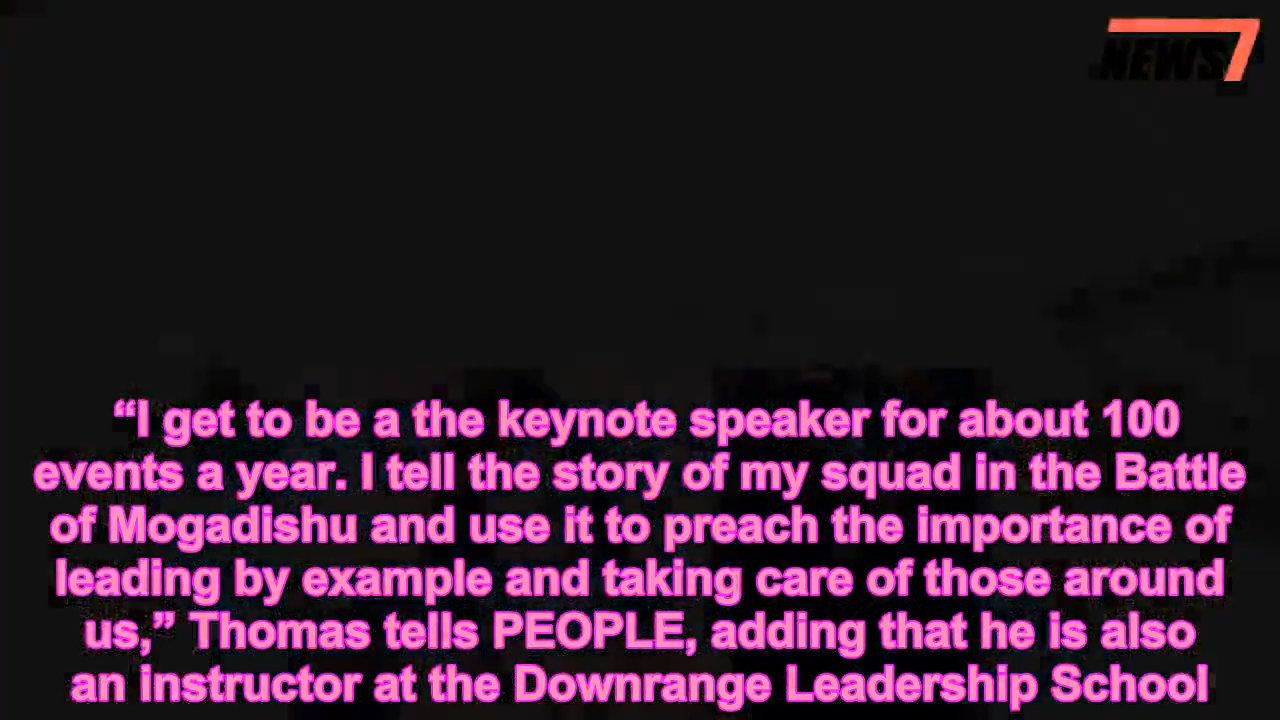 NEWS7
“I get to be a the keynote speaker for about 100
events a year. I tell the story of my squad in the Battle
of Mogadishu and use it to preach the importance of
leading by example and taking care of those around
us,” Thomas tells PEOPLE, adding that he is also
an instructor at the Downrange Leadership School